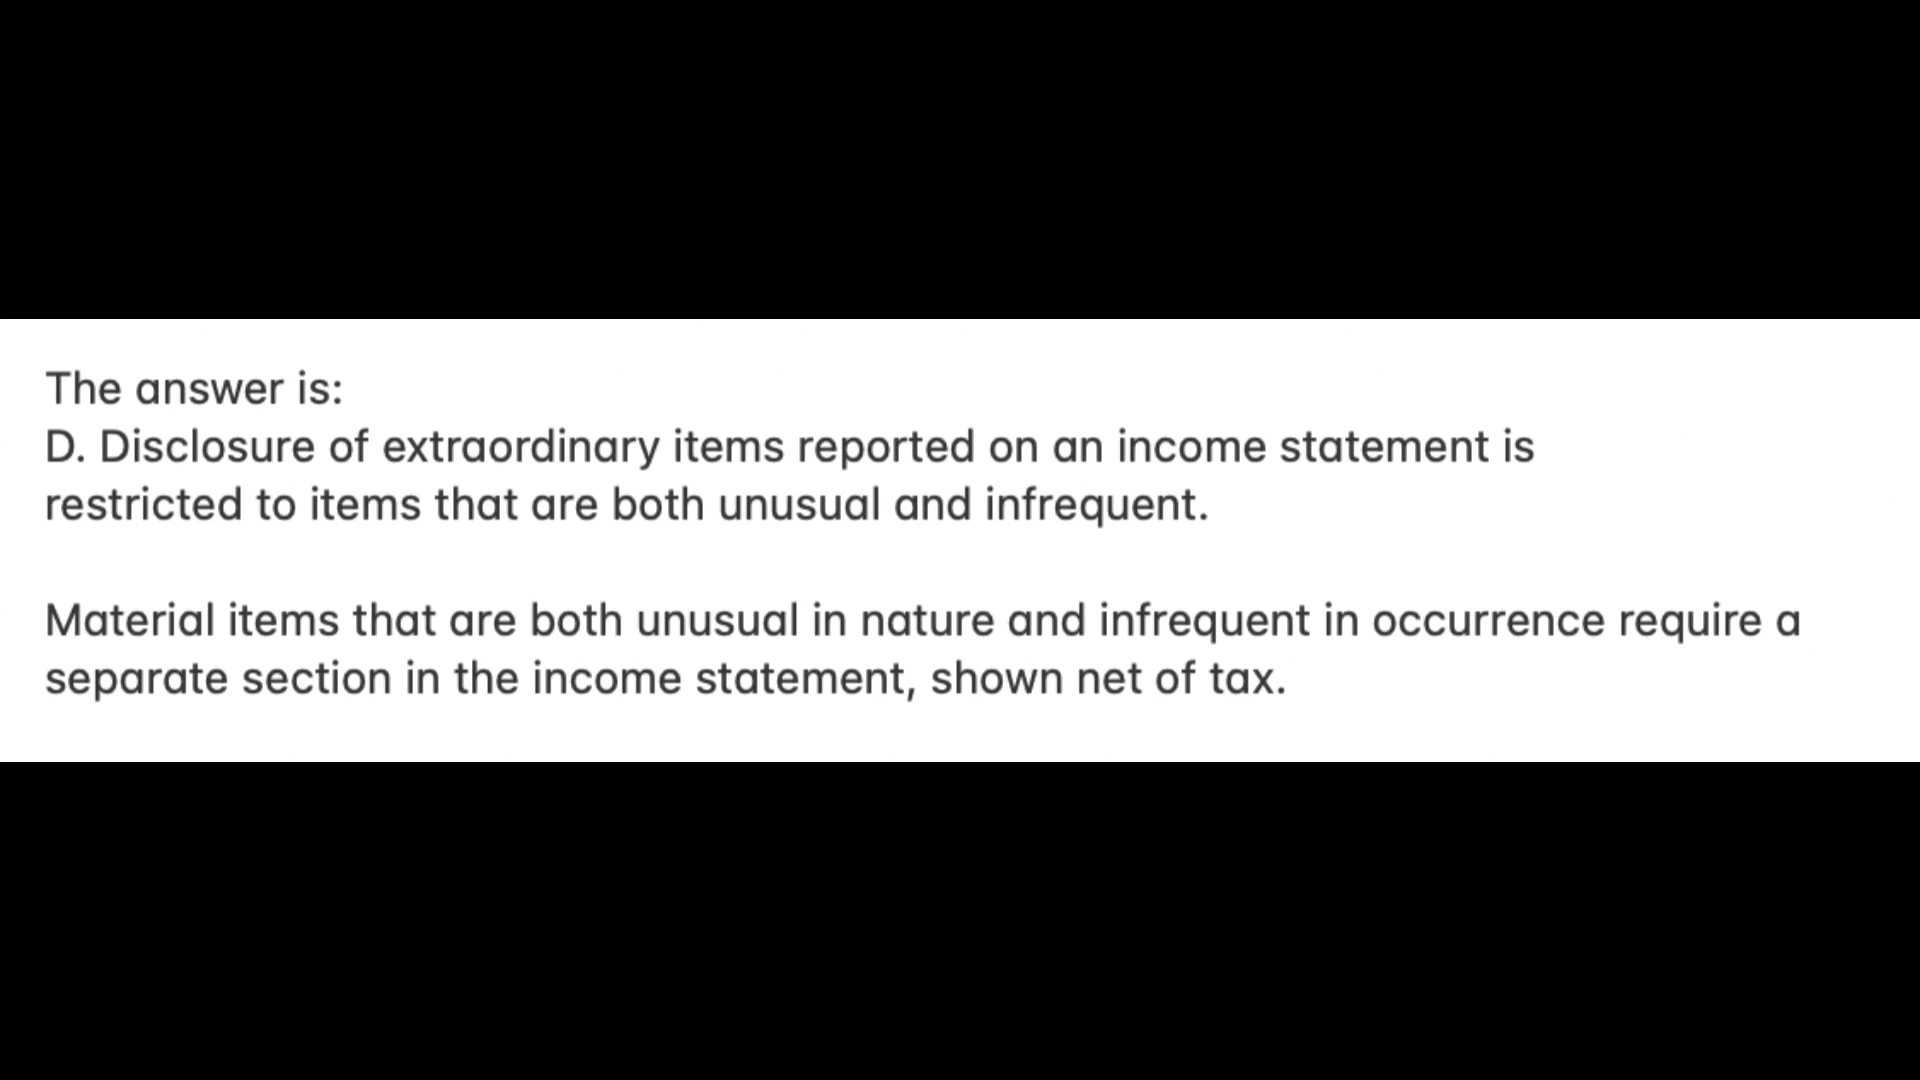 The answer is:
D. Disclosure of extraordinary items reported on an income statement is
restricted to items that are both unusual and infrequent.
Material items that are both unusual in nature and infrequent in occurrence require a
separate section in the income statement, shown net of tax.